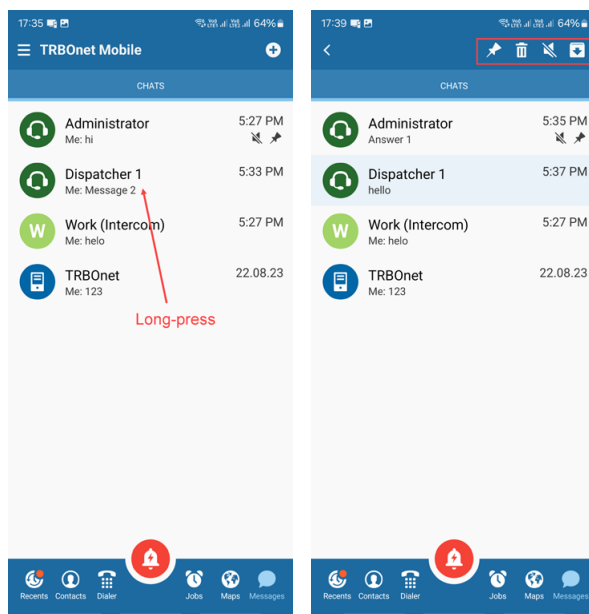 17:35
64%
TRBOnet Mobile
CHATS
Administrator
5:27 PM
Me: hi
Dispatcher 1
5:33 PM
Me: Message 2
W
Work (Intercom)
5:27 PM
Me: helo
TRBOnet
22.08.23
Me: 123
Long-press
Recents Contacts Dialer Jobs Maps Messages
17:39
64%
CHATS
Administrator
5:35 PM
Answer 1
Dispatcher 1
5:37 PM
hello
W
Work (Intercom)
5:27 PM
Me: helo
TRBOnet
22.08.23
Me: 123
Recents Contacts Dialer Jobs Maps Messages